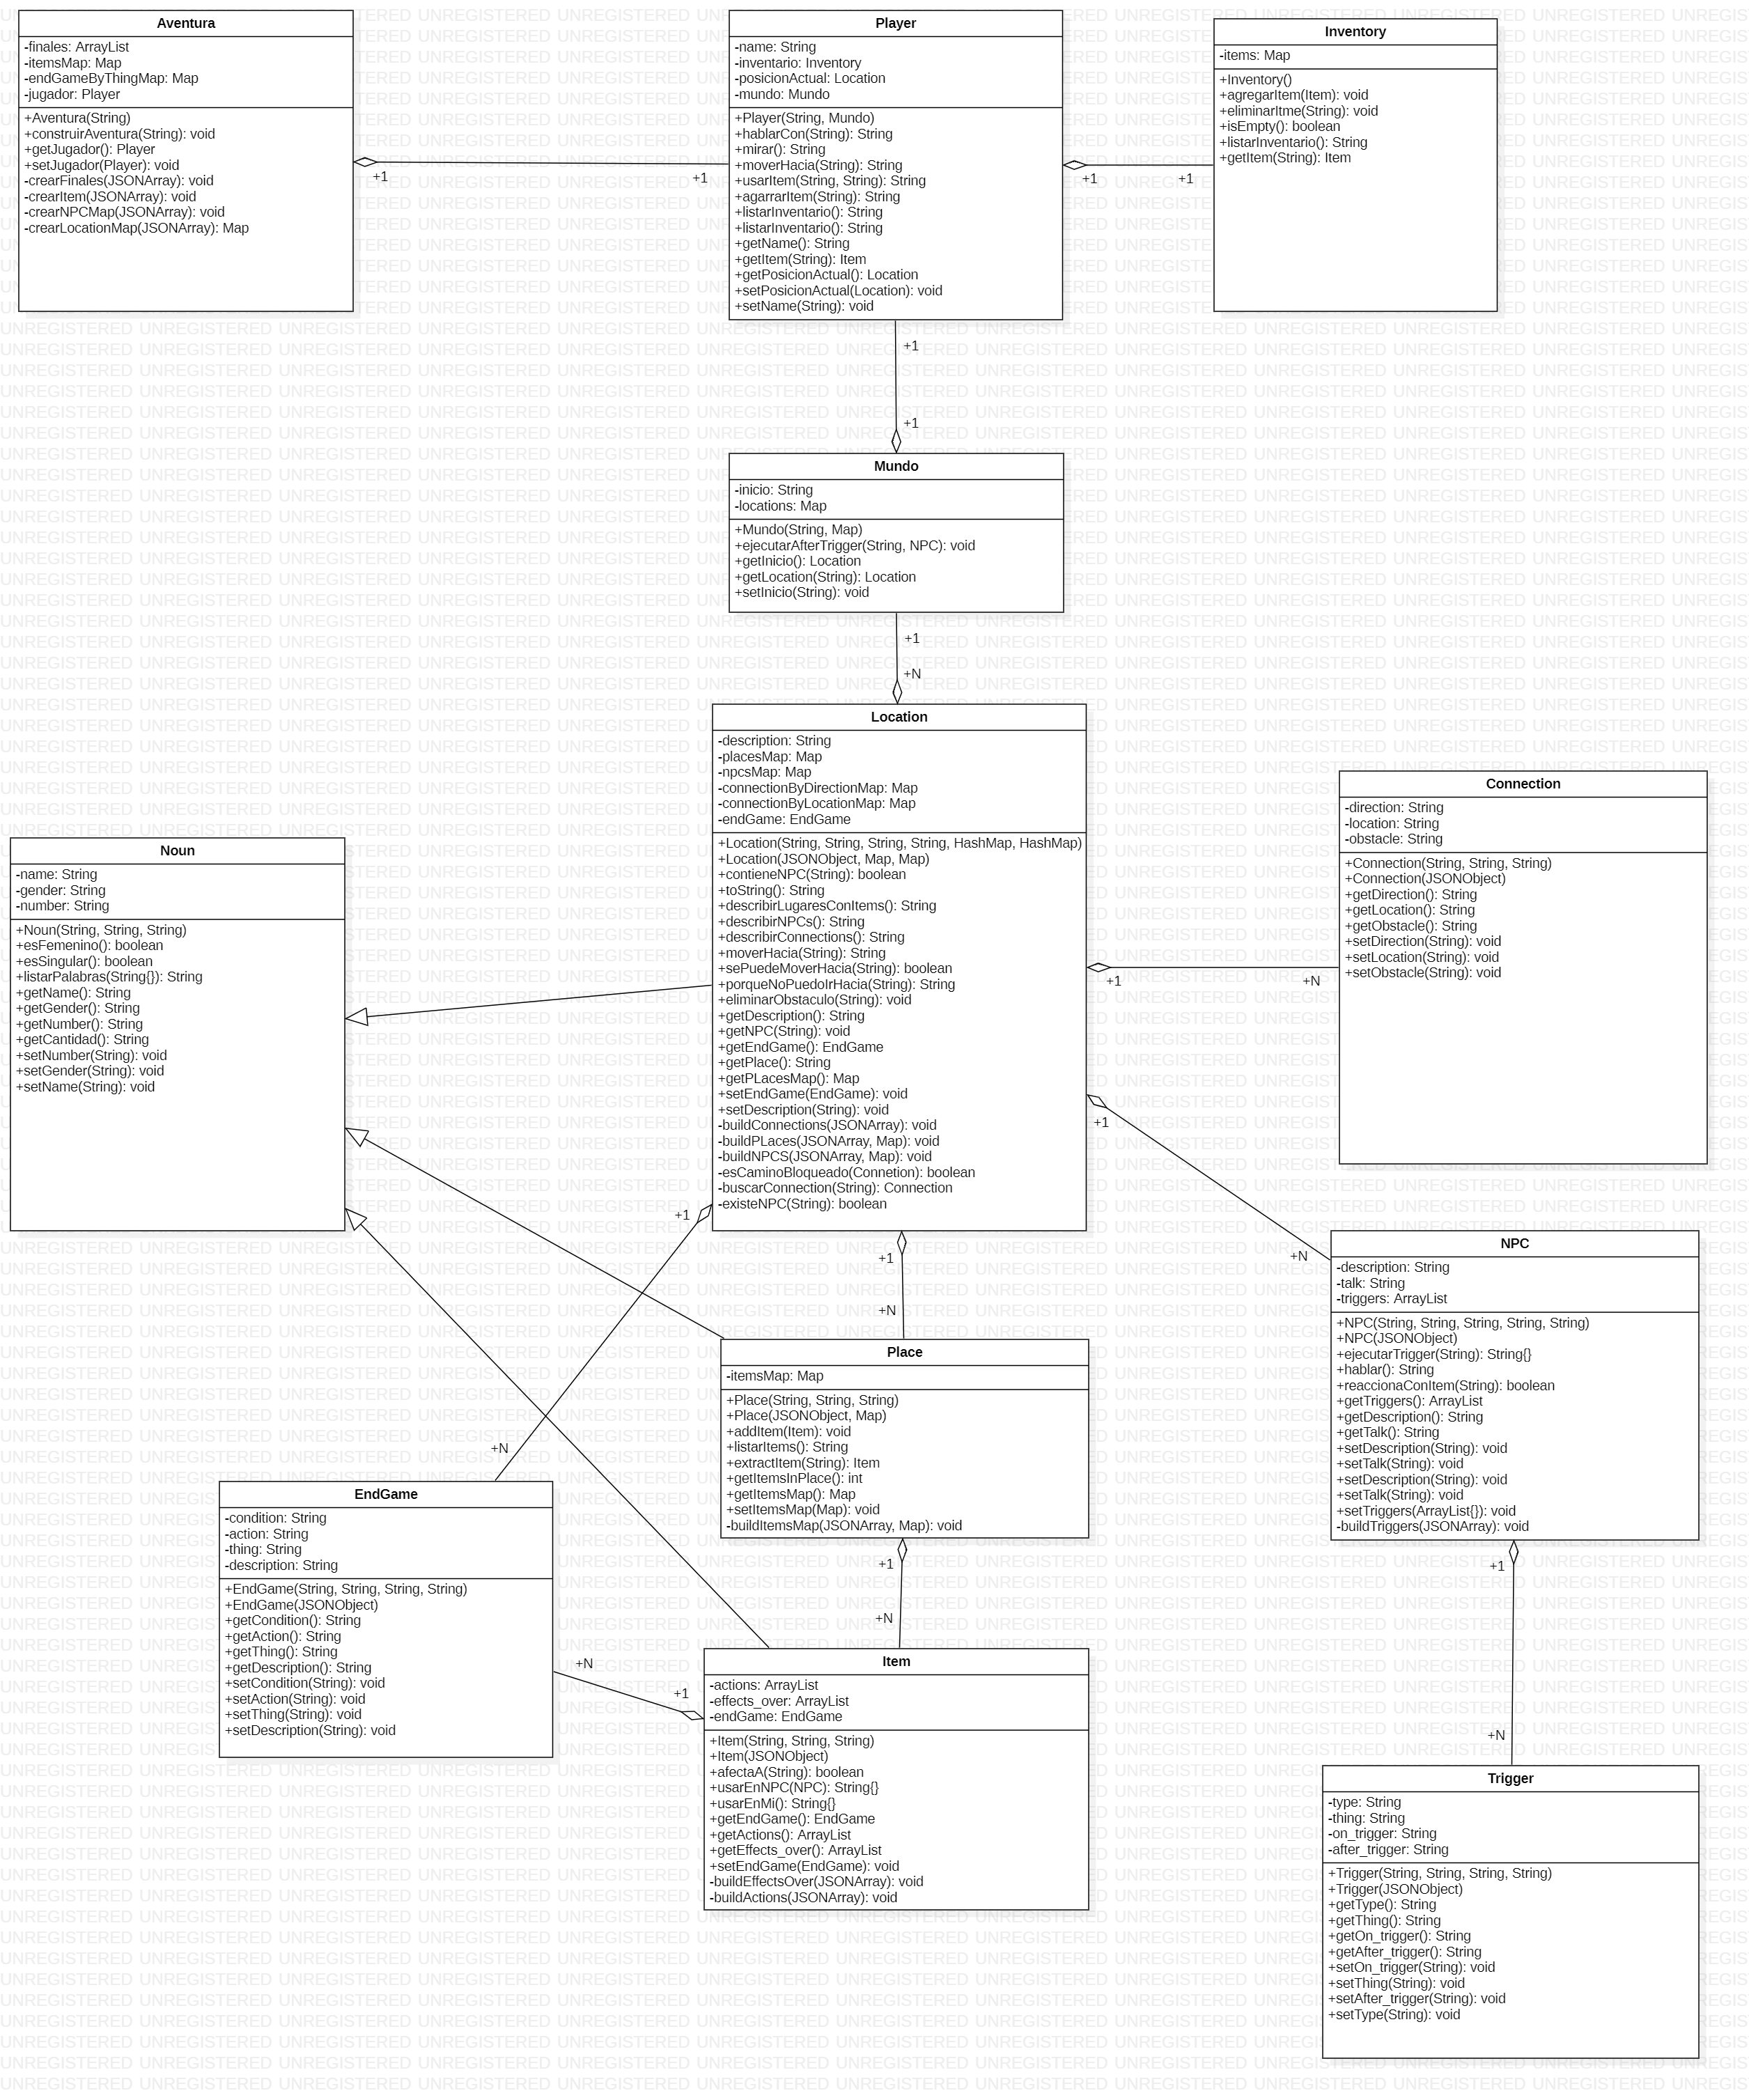 Aventura
-finales: ArrayList
-itemsMap: Map
-endGameByThingMap: Map
-jugador: Player
+Aventura(String)
+construirAventura(String): void
+getJugador(): Player
+setJugador(Player): void
-crearFinales(JSONArray): void
-crearItem(JSONArray): void
-crearNPCMap(JSONArray): void
-crearLocationMap(JSONArray): Map
+1
+1
Player
-name: String
-inventario: Inventory
-posicionActual: Location
-mundo: Mundo
+Player(String, Mundo)
+hablarCon(String): String
+mirar(): String
+moverHacia(String): String
+usarItem(String, String): String
+agarrarItem(String): String
+listarInventario(): String
+listarInventario(): String
+getName(): String
+getItem(String): Item
+getPosicionActual(): Location
+setPosicionActual(Location): void
+setName(String): void
+1
+1
Inventory
-items: Map
+Inventory()
+agregarItem(Item): void
+eliminarItme(String): void
+isEmpty(): boolean
+listarInventario(): String
+getItem(String): Item
+1
+1
Mundo
-inicio: String
-locations: Map
+Mundo(String, Map)
+ejecutarAfterTrigger(String, NPC): void
+getInicio(): Location
+getLocation(String): Location
+setInicio(String): void
+1
+N
Location
-description: String
-placesMap: Map
-npcsMap: Map
-connectionByDirectionMap: Map
-connectionByLocationMap: Map
-endGame: EndGame
+Location(String, String, String, String, HashMap, HashMap)
+Location(JSONObject, Map, Map)
+contieneNPC(String): boolean
+toString(): String
+describirLugaresConItems(): String
+describirNPCs(): String
+describirConnections(): String
+moverHacia(String): String
+sePuedeMoverHacia(String): boolean
+porqueNoPuedoIrHacia(String): String
+eliminarObstaculo(String): void
+getDescription(): String
+getNPC(String): void
+getEndGame(): EndGame
+getPlace(): String
+getPLacesMap(): Map
+setEndGame(EndGame): void
+setDescription(String): void
-buildConnections(JSONArray): void
-buildPLaces(JSONArray, Map): void
-buildNPCS(JSONArray, Map): void
-esCaminoBloqueado(Connetion): boolean
-buscarConnection(String): Connection
-existeNPC(String): boolean
Connection
-direction: String
-location: String
-obstacle: String
+Connection(String, String, String)
+Connection(JSONObject)
+getDirection(): String
+getLocation(): String
+getObstacle(): String
+setDirection(String): void
+setLocation(String): void
+setObstacle(String): void
+1
+N
Noun
-name: String
-gender: String
-number: String
+Noun(String, String, String)
+esFemenino(): boolean
+esSingular(): boolean
+listarPalabras(String{}): String
+getName(): String
+getGender(): String
+getNumber(): String
+getCantidad(): String
+setNumber(String): void
+setGender(String): void
+setName(String): void
+1
+N
+1
+1
+N
+N
NPC
-description: String
-talk: String
-triggers: ArrayList
+NPC(String, String, String, String, String)
+NPC(JSONObject)
+ejecutarTrigger(String): String{}
+hablar(): String
+reaccionaConItem(String): boolean
+getTriggers(): ArrayList
+getDescription(): String
+getTalk(): String
+setDescription(String): void
+setTalk(String): void
+setDescription(String): void
+setTalk(String): void
+setTriggers(ArrayList{}): void
-buildTriggers(JSONArray): void
Place
-itemsMap: Map
+Place(String, String, String)
+Place(JSONObject, Map)
+addItem(Item): void
+listarItems(): String
+extractItem(String): Item
+getItemsInPlace(): int
+getItemsMap(): Map
+setItemsMap(Map): void
-buildItemsMap(JSONArray, Map): void
+1
+N
EndGame
-condition: String
-action: String
-thing: String
-description: String
+EndGame(String, String, String, String)
+EndGame(JSONObject)
+getCondition(): String
+getAction(): String
+getThing(): String
+getDescription(): String
+setCondition(String): void
+setAction(String): void
+setThing(String): void
+setDescription(String): void
+N
+1
Item
-actions: ArrayList
-effects_over: ArrayList
-endGame: EndGame
+Item(String, String, String)
+Item(JSONObject)
+afectaA(String): boolean
+usarEnNPC(NPC): String{}
+usarEnMi(): String{}
+getEndGame(): EndGame
+getActions(): ArrayList
+getEffects_over(): ArrayList
+setEndGame(EndGame): void
-buildEffectsOver(JSONArray): void
-buildActions(JSONArray): void
+1
+N
Trigger
-type: String
-thing: String
-on_trigger: String
-after_trigger: String
+Trigger(String, String, String, String)
+Trigger(JSONObject)
+getType(): String
+getThing(): String
+getOn_trigger(): String
+getAfter_trigger(): String
+setOn_trigger(String): void
+setThing(String): void
+setAfter_trigger(String): void
+setType(String): void
UNREGISTERED